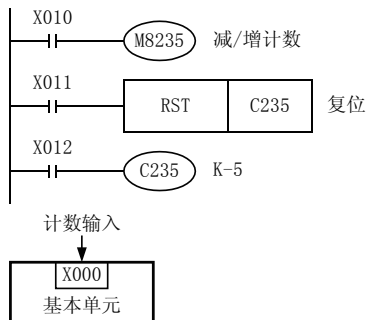 X010
M8235 减/增计数
X011
RST C235 复位
X012
C235 K-5
计数输入
X000
基本单元